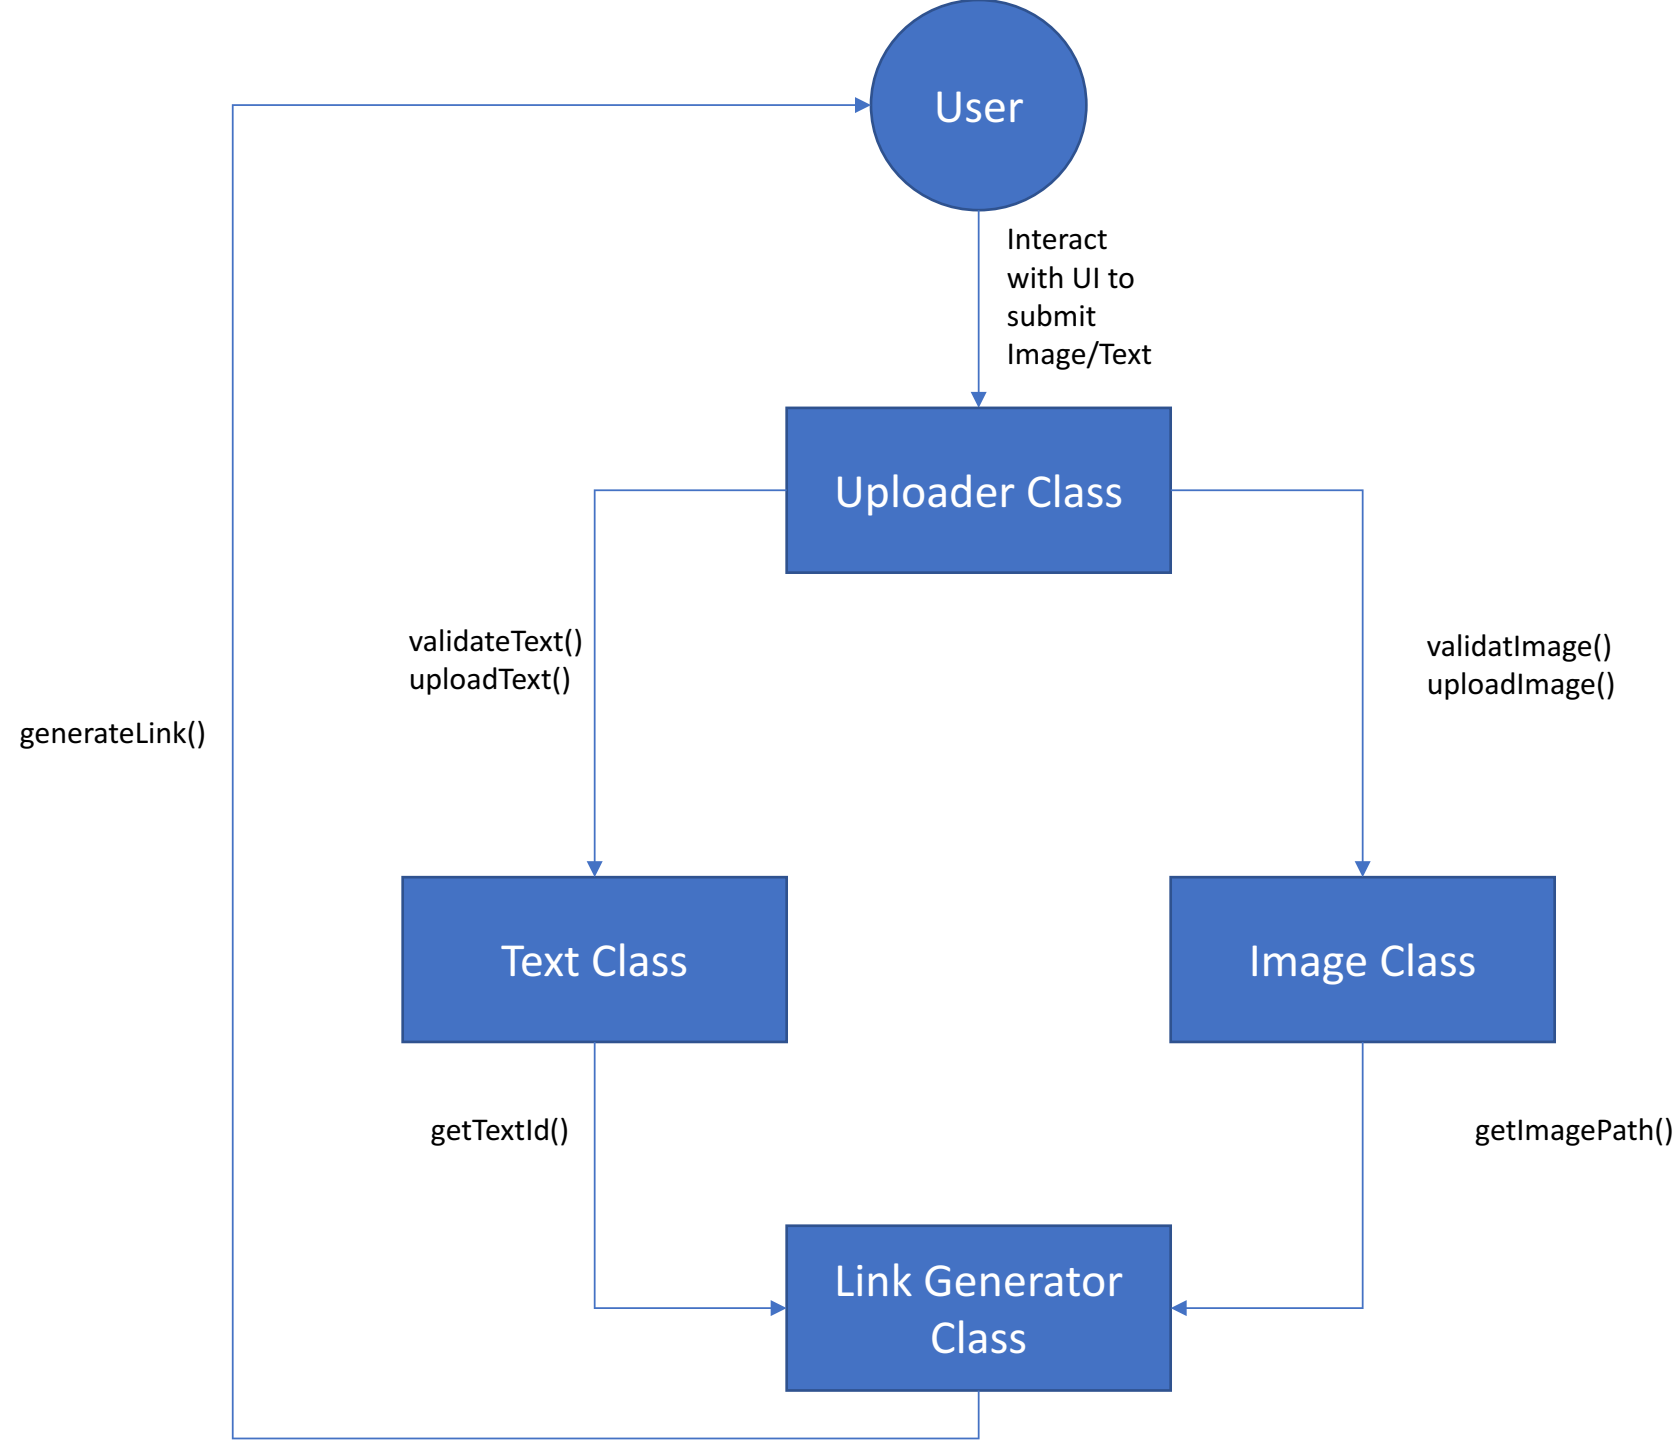 User
Interact
with UI to
submit
Image/Text
Uploader Class
validateText()
uploadText()
validatImage()
uploadImage()
generateLink()
Text Class
Image Class
getTextId()
getImagePath()
Link Generator
Class